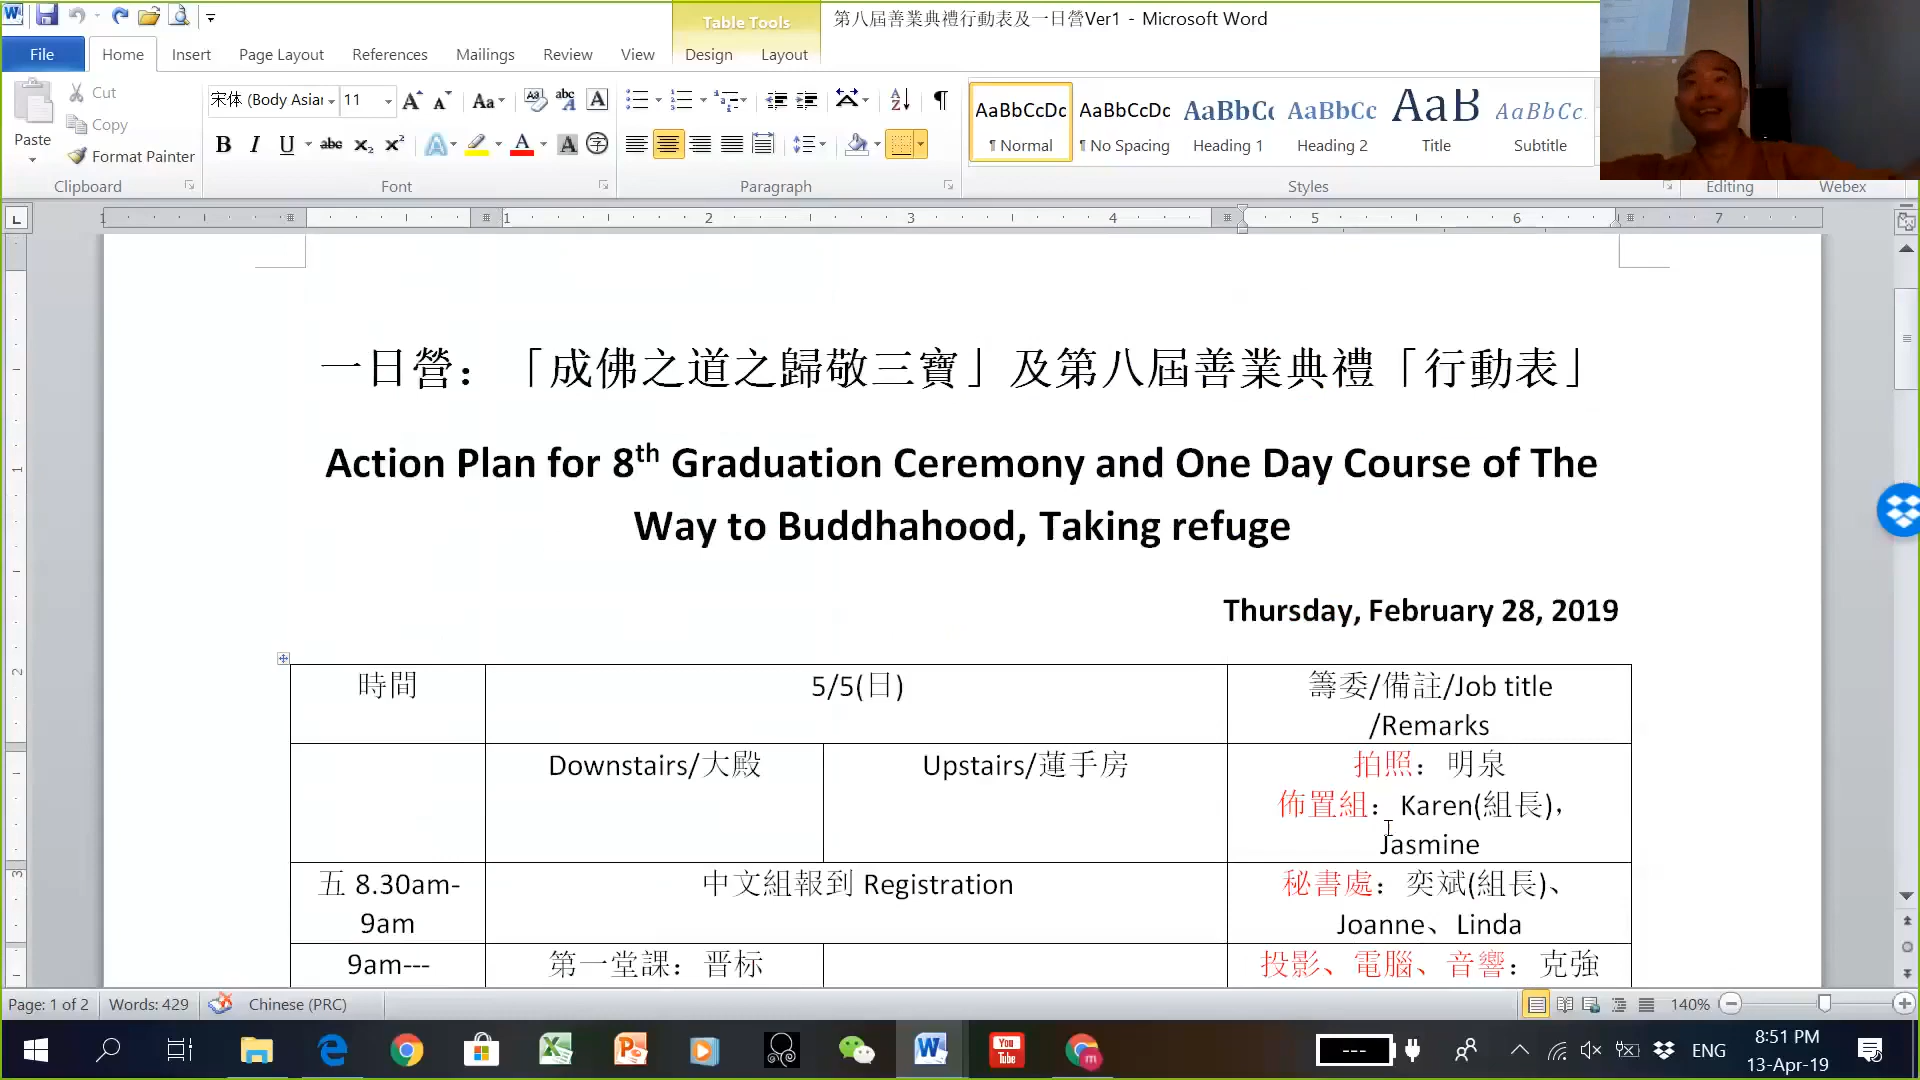 Table Tools
第八屆善業典禮行動表及一日營Ver1 - Microsoft Word
File Home Insert Page Layout References Mailings Review View Design Layout
Paste
Cut
Copy
Format Painter
Clipboard
宋体 (Body Asian 11
Font
Paragraph
AaBbCcDc AaBbCcDc AaBbCc AaBbCc AaB AaBbCc.
¶ Normal ¶ No Spacing Heading 1 Heading 2 Title Subtitle
Styles
Editing
Webex
1 1 2 3 4 5 6 7
一日營：「成佛之道之歸敬三寶」及第八屆善業典禮「行動表」
Action Plan for 8th Graduation Ceremony and One Day Course of The
Way to Buddhahood, Taking refuge
Thursday, February 28, 2019
時間 5/5(日) 籌委/備註/Job title
/Remarks
Downstairs/大殿 Upstairs/蓮手房 拍照：明泉
佈置組：Karen(組長)，
Jasmine
五 8.30am-
9am
中文組報到 Registration
秘書處：奕斌(組長)、
Joanne、Linda
9am--- 第一堂課：晋标 投影、電腦、音響：克強
Page: 1 of 2 Words: 429 Chinese (PRC) 140%
--- ENG 8:51 PM
13-Apr-19